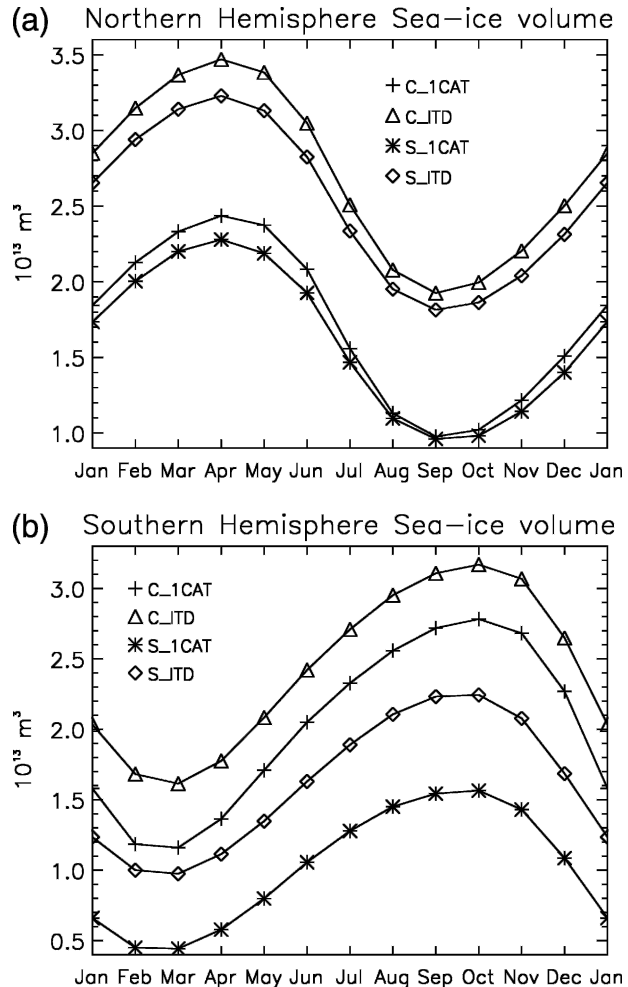 (a) Northern Hemisphere Sea-ice volume
3.5
3.0
2.5
2.0
1.5
1.0
10¹³ m³
C_1CAT
C_ITD
S_1CAT
S_ITD
Jan Feb Mar Apr May Jun Jul Aug Sep Oct Nov Dec Jan
(b) Southern Hemisphere Sea-ice volume
3.0
2.5
2.0
1.5
1.0
0.5
10¹³ m³
C_1CAT
C_ITD
S_1CAT
S_ITD
Jan Feb Mar Apr May Jun Jul Aug Sep Oct Nov Dec Jan